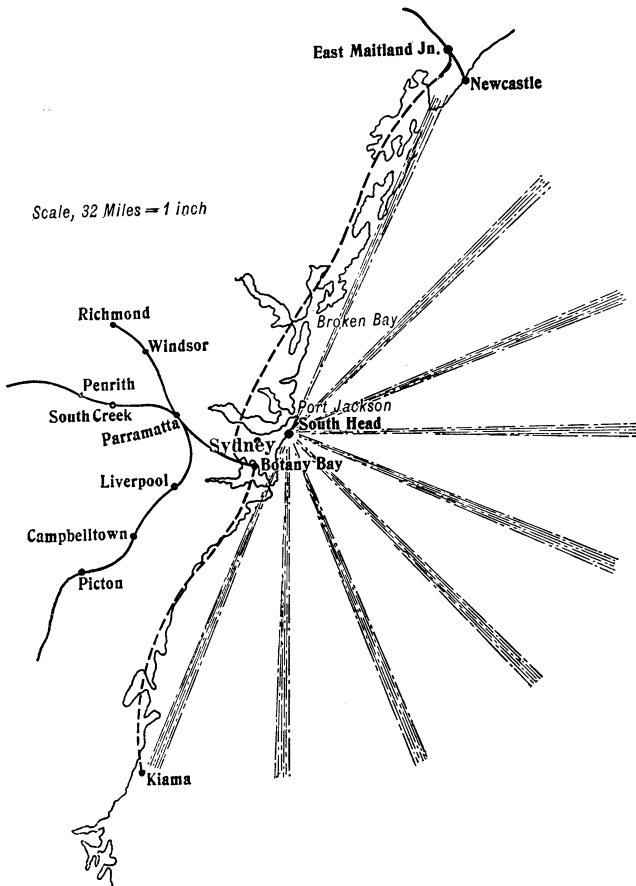 East Maitland Jn.
Newcastle
Scale, 32 Miles = 1 inch
Richmond
Broken Bay
Windsor
Penrith
South Creek
Port Jackson
Parramatta
South Head
Sydney
Botany Bay
Liverpool
Campbelltown
Picton
Kiama